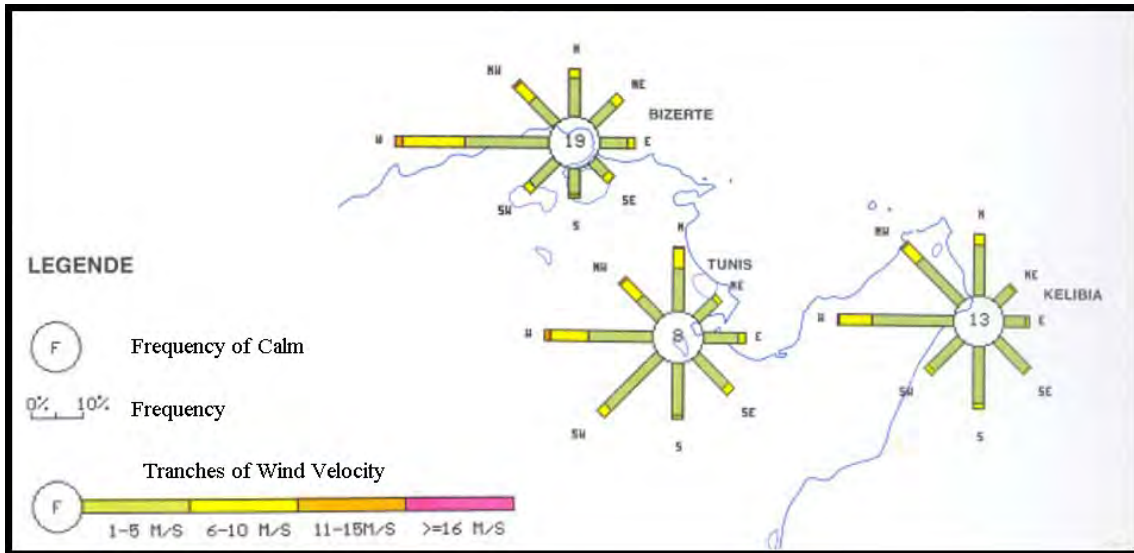 N
NW
NE
BIZERTE
W
19
E
SW
SE
S
N
TUNIS
NW
NE
W
8
E
SW
SE
S
N
NW
NE
KELIBIA
W
13
E
SW
SE
S
LEGENDE
F Frequency of Calm
0% 10% Frequency
Tranches of Wind Velocity
F
1-5 M/S 6-10 M/S 11-15M/S >=16 M/S